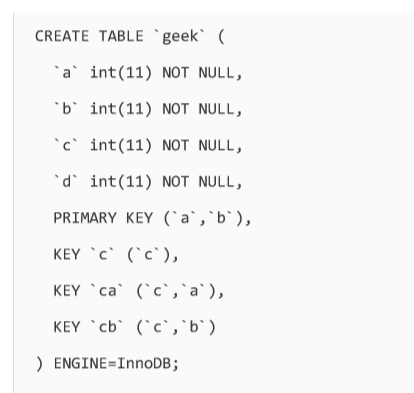 CREATE TABLE `geek` (
`a` int(11) NOT NULL,
`b` int(11) NOT NULL,
`c` int(11) NOT NULL,
`d` int(11) NOT NULL,
PRIMARY KEY (`a`,`b`),
KEY `c` (`c`),
KEY `ca` (`c`,`a`),
KEY `cb` (`c`,`b`)
) ENGINE=InnoDB;